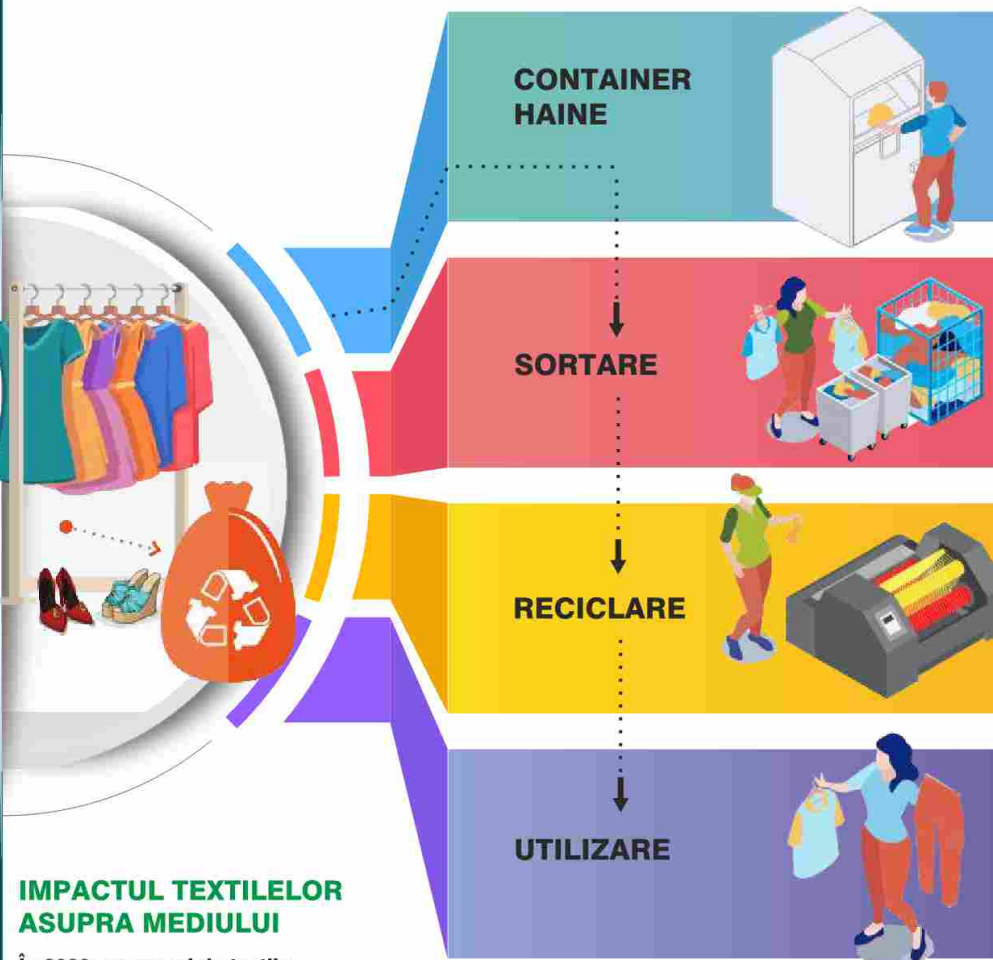 CONTAINER
HAINE
SORTARE
RECICLARE
UTILIZARE
IMPACTUL TEXTILELOR
ASUPRA MEDIULUI